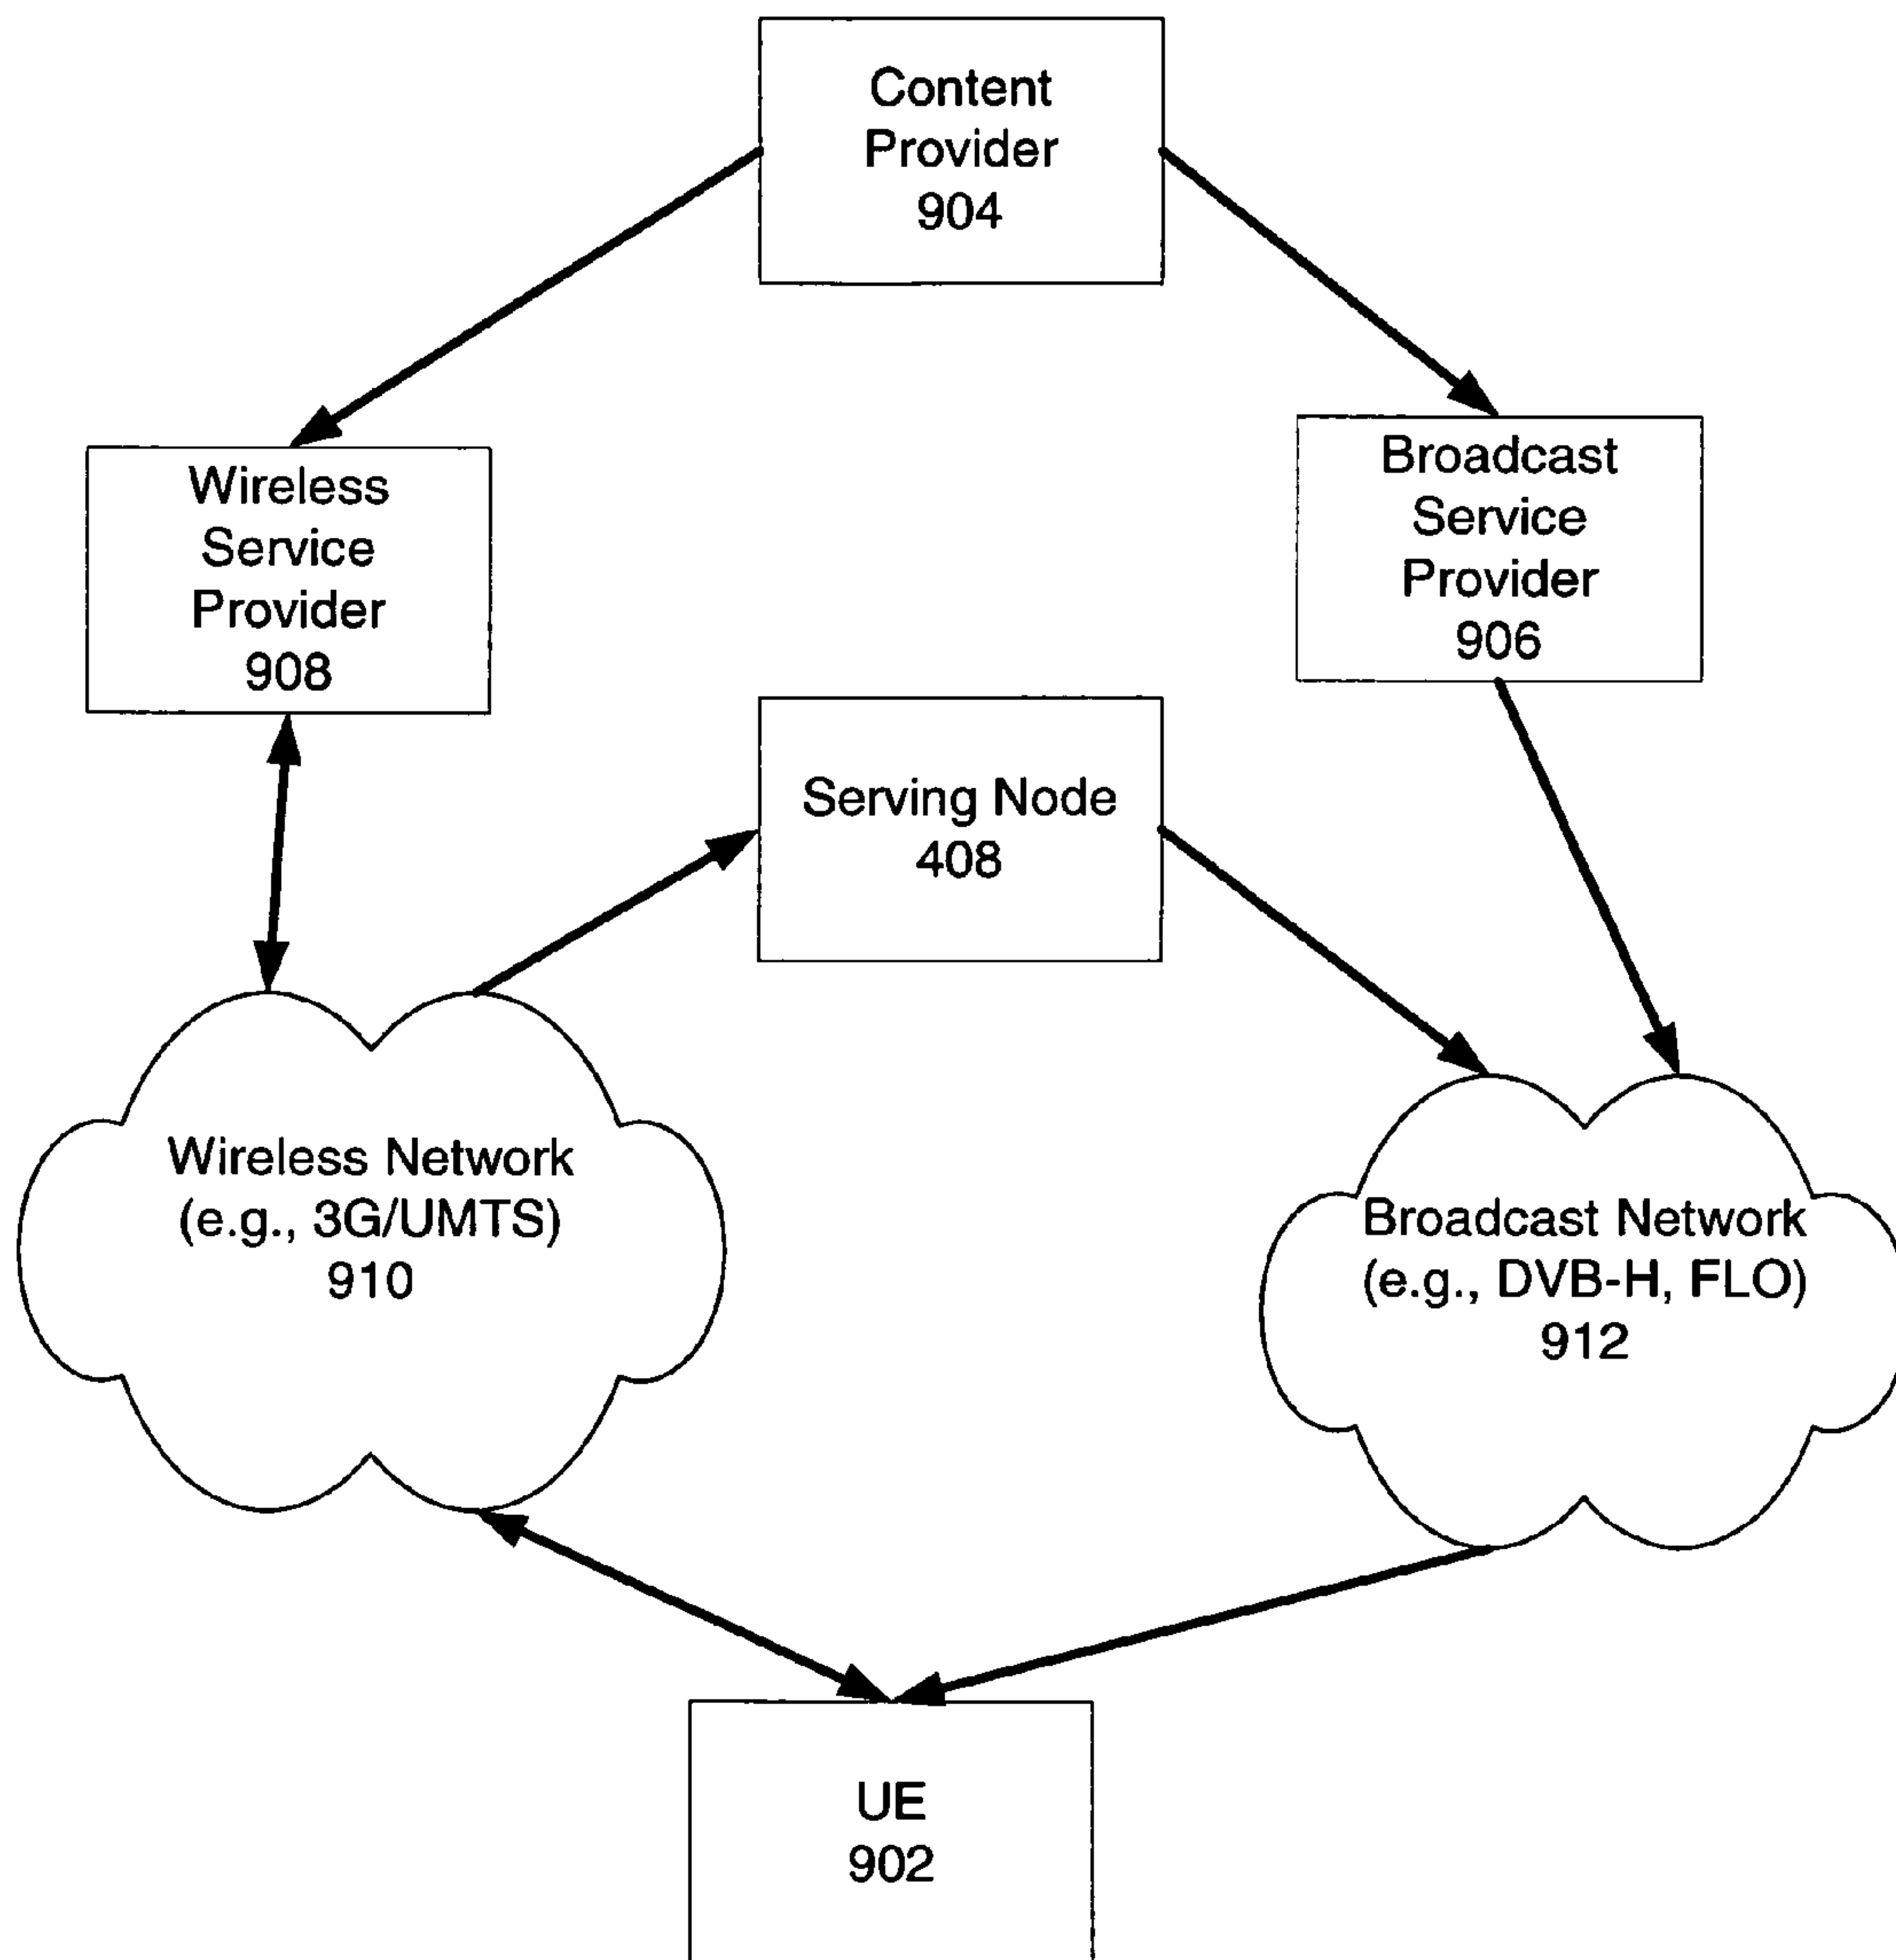 Content
Provider
904
Wireless
Service
Provider
908
Broadcast
Service
Provider
906
Serving Node
408
Wireless Network
(e.g., 3G/UMTS)
910
Broadcast Network
(e.g., DVB-H, FLO)
912
UE
902